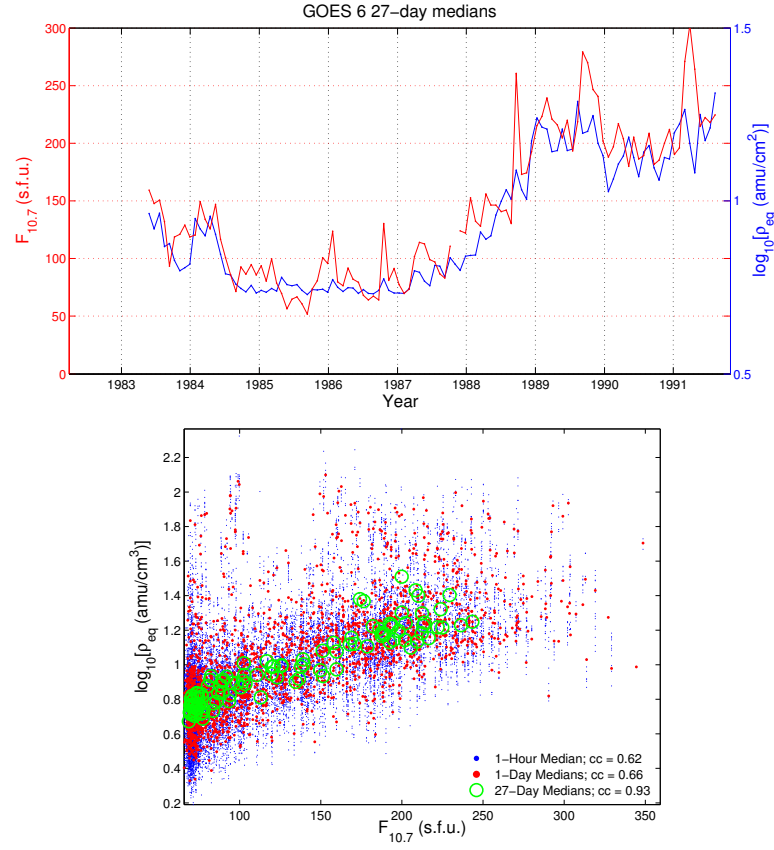 GOES 6 27-day medians
300
250
200
150
100
50
0
F10.7 (s.f.u.)
1.5
1
0.5
log10[ρeq (amu/cm2)]
1983 1984 1985 1986 1987 1988 1989 1990 1991
Year
2.2
2
1.8
1.6
1.4
1.2
1
0.8
0.6
0.4
0.2
log10[ρeq (amu/cm3)]
1-Hour Median; cc = 0.62
1-Day Medians; cc = 0.66
27-Day Medians; cc = 0.93
100 150 200 250 300 350
F10.7 (s.f.u.)